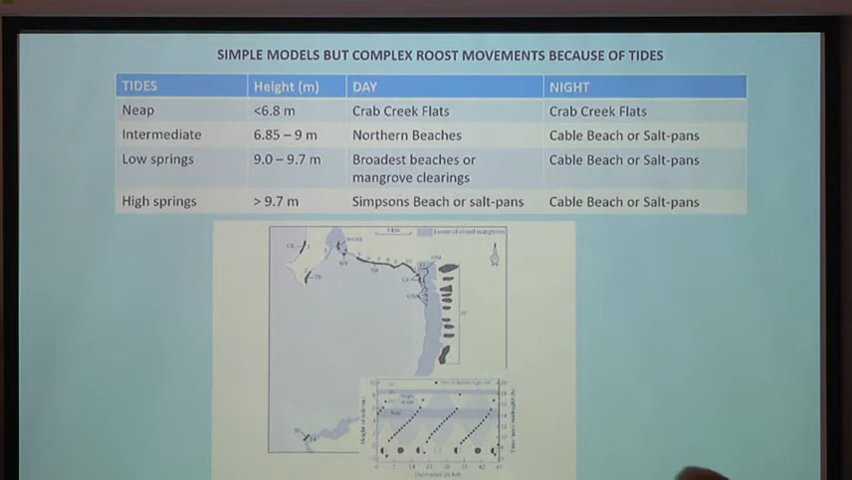 SIMPLE MODELS BUT COMPLEX ROOST MOVEMENTS BECAUSE OF TIDES
TIDES Height (m) DAY NIGHT
Neap <6.8 m Crab Creek Flats Crab Creek Flats
Intermediate 6.85 – 9 m Northern Beaches Cable Beach or Salt-pans
Low springs 9.0 – 9.7 m Broadest beaches or Cable Beach or Salt-pans
mangrove clearings
High springs > 9.7 m Simpsons Beach or salt-pans Cable Beach or Salt-pans